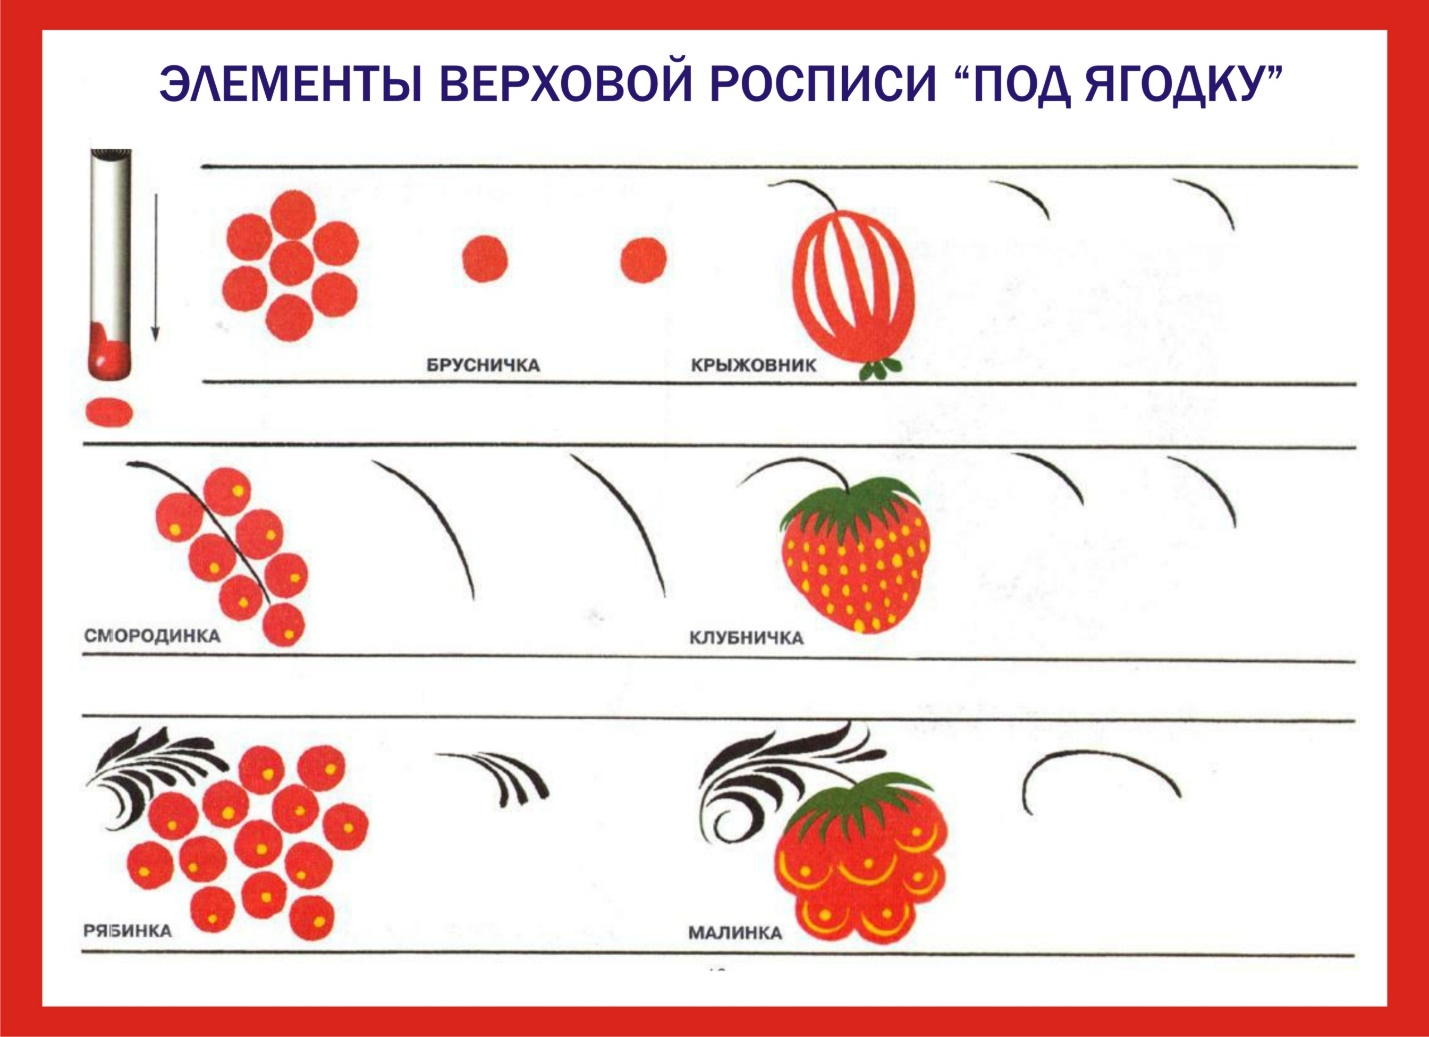 ЭЛЕМЕНТЫ ВЕРХОВОЙ РОСПИСИ “ПОД ЯГОДКУ”
БРУСНИЧКА
КРЫЖОВНИК
СМОРОДИНКА
КЛУБНИЧКА
РЯБИНКА
МАЛИНКА